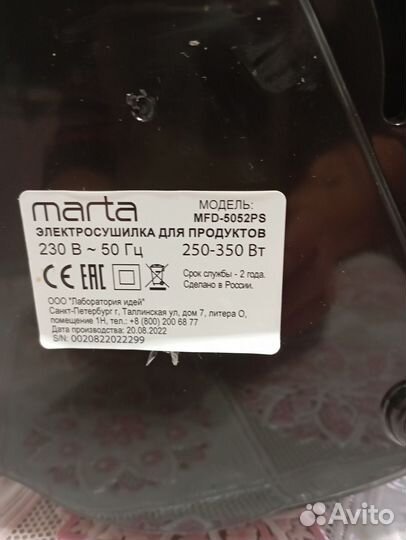 marta
МОДЕЛЬ:
MFD-5052PS
ЭЛЕКТРОСУШИЛКА ДЛЯ ПРОДУКТОВ
230 В ~ 50 Гц 250-350 Вт
CE EAC
Срок службы - 2 года.
Сделано в России.
ООО "Лаборатория идей"
Санкт-Петербург г, Таллинская ул, дом 7, литера О,
помещение 1Н, тел.: +8 (800) 200 68 77
Дата производства: 20.08.2022
S/N: 0020822022299
Avito